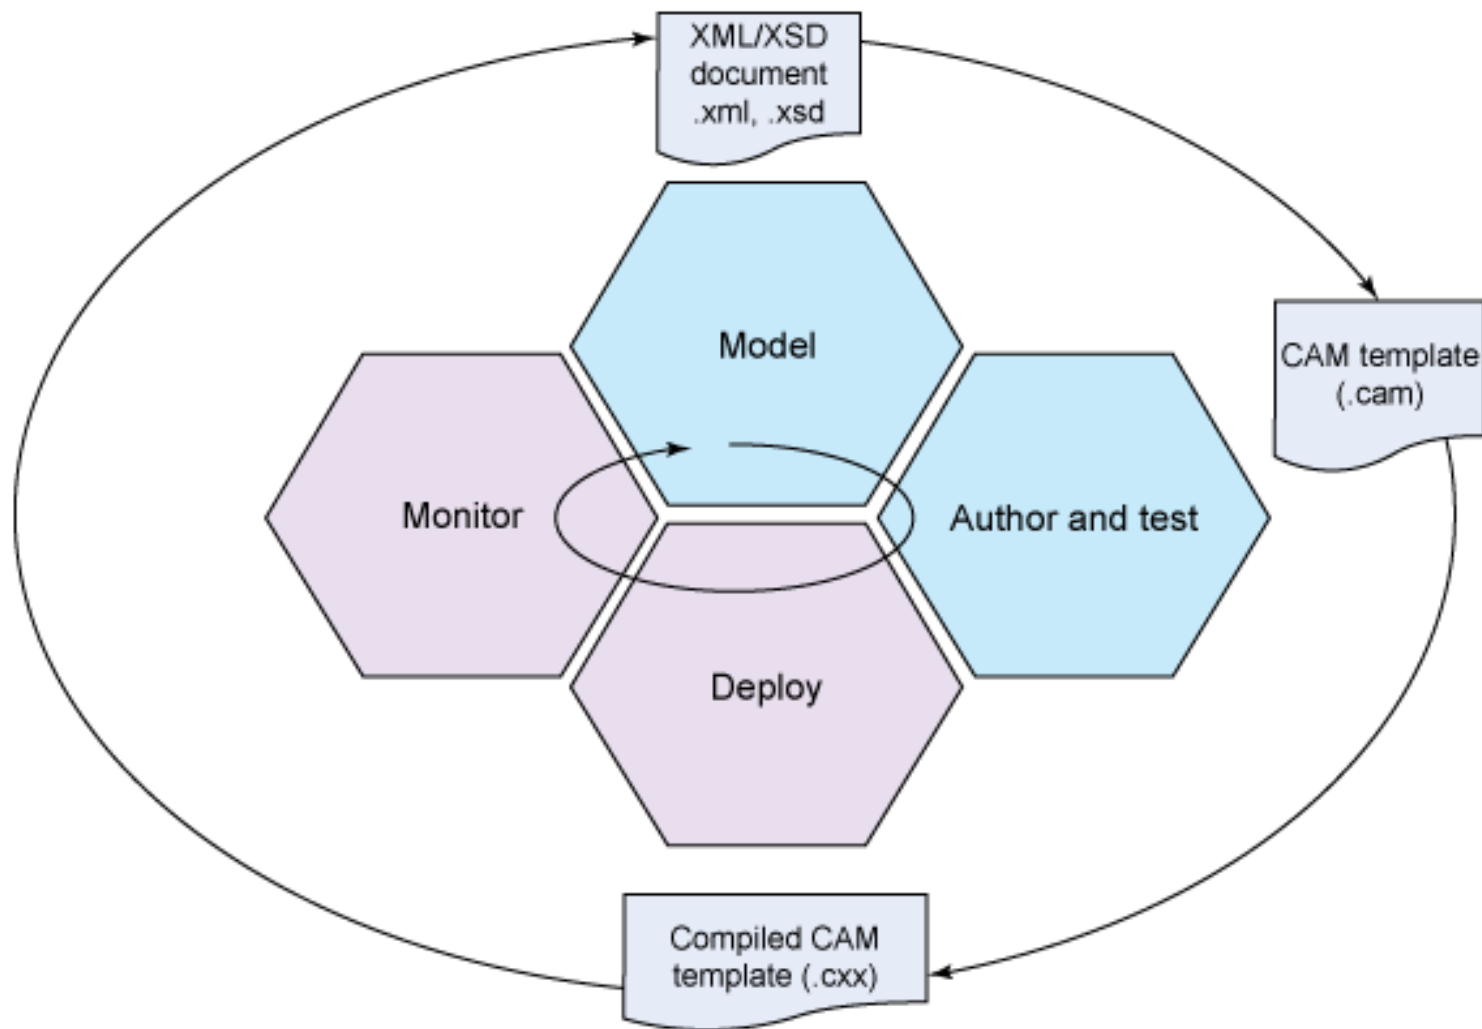 XML/XSD
document
.xml, .xsd
Model
CAM template
(.cam)
Monitor
Author and test
Deploy
Compiled CAM
template (.cxx)